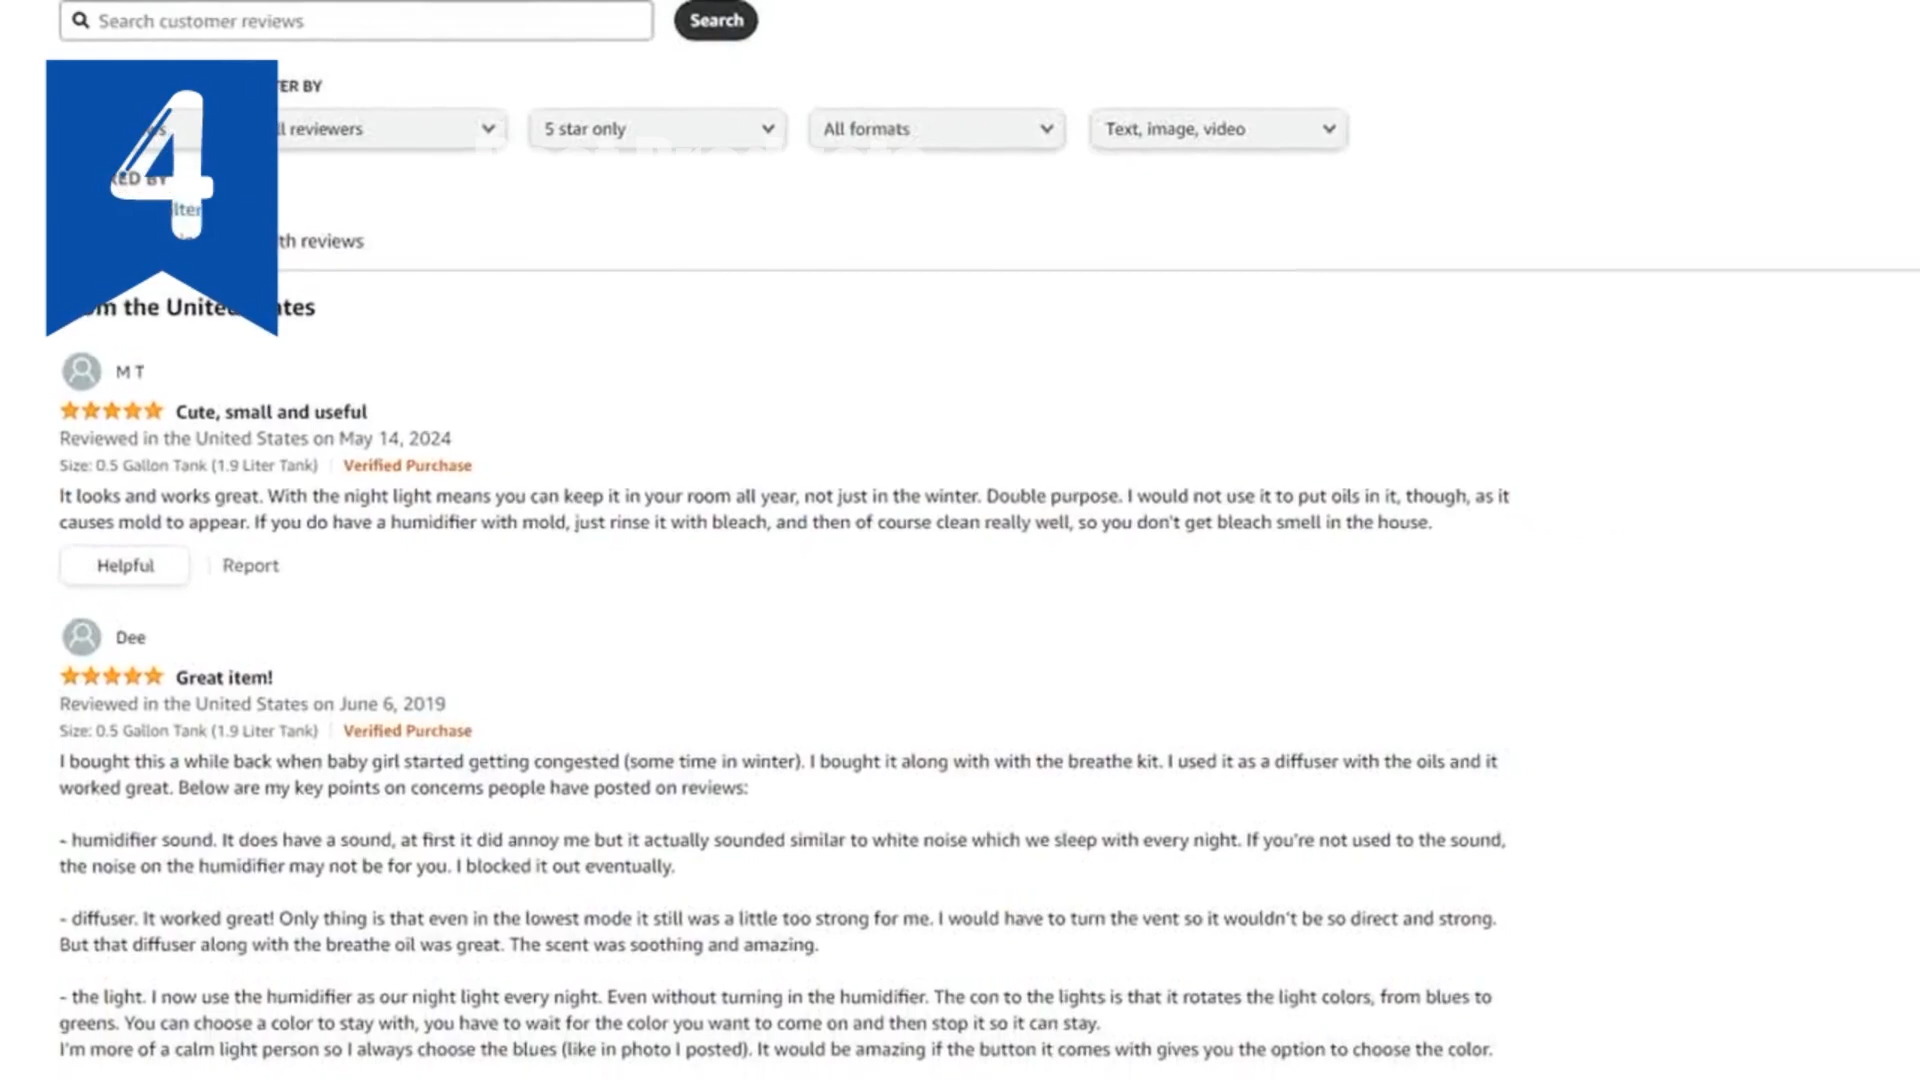 Search customer reviews
Search
4
ER BY
l reviewers
5 star only
All formats
Text, image, video
KED BY
lter
th reviews
m the Unite tes
M T
Cute, small and useful
Reviewed in the United States on May 14, 2024
Size: 0.5 Gallon Tank (1.9 Liter Tank) Verified Purchase
It looks and works great. With the night light means you can keep it in your room all year, not just in the winter. Double purpose. I would not use it to put oils in it, though, as it
causes mold to appear. If you do have a humidifier with mold, just rinse it with bleach, and then of course clean really well, so you don't get bleach smell in the house.
Helpful
Report
Dee
Great item!
Reviewed in the United States on June 6, 2019
Size: 0.5 Gallon Tank (1.9 Liter Tank) Verified Purchase
I bought this a while back when baby girl started getting congested (some time in winter). I bought it along with with the breathe kit. I used it as a diffuser with the oils and it
worked great. Below are my key points on concerns people have posted on reviews:
- humidifier sound. It does have a sound, at first it did annoy me but it actually sounded similar to white noise which we sleep with every night. If you're not used to the sound,
the noise on the humidifier may not be for you. I blocked it out eventually.
- diffuser. It worked great! Only thing is that even in the lowest mode it still was a little too strong for me. I would have to turn the vent so it wouldn't be so direct and strong.
But that diffuser along with the breathe oil was great. The scent was soothing and amazing.
- the light. I now use the humidifier as our night light every night. Even without turning in the humidifier. The con to the lights is that it rotates the light colors, from blues to
greens. You can choose a color to stay with, you have to wait for the color you want to come on and then stop it so it can stay.
I'm more of a calm light person so I always choose the blues (like in photo I posted). It would be amazing if the button it comes with gives you the option to choose the color.